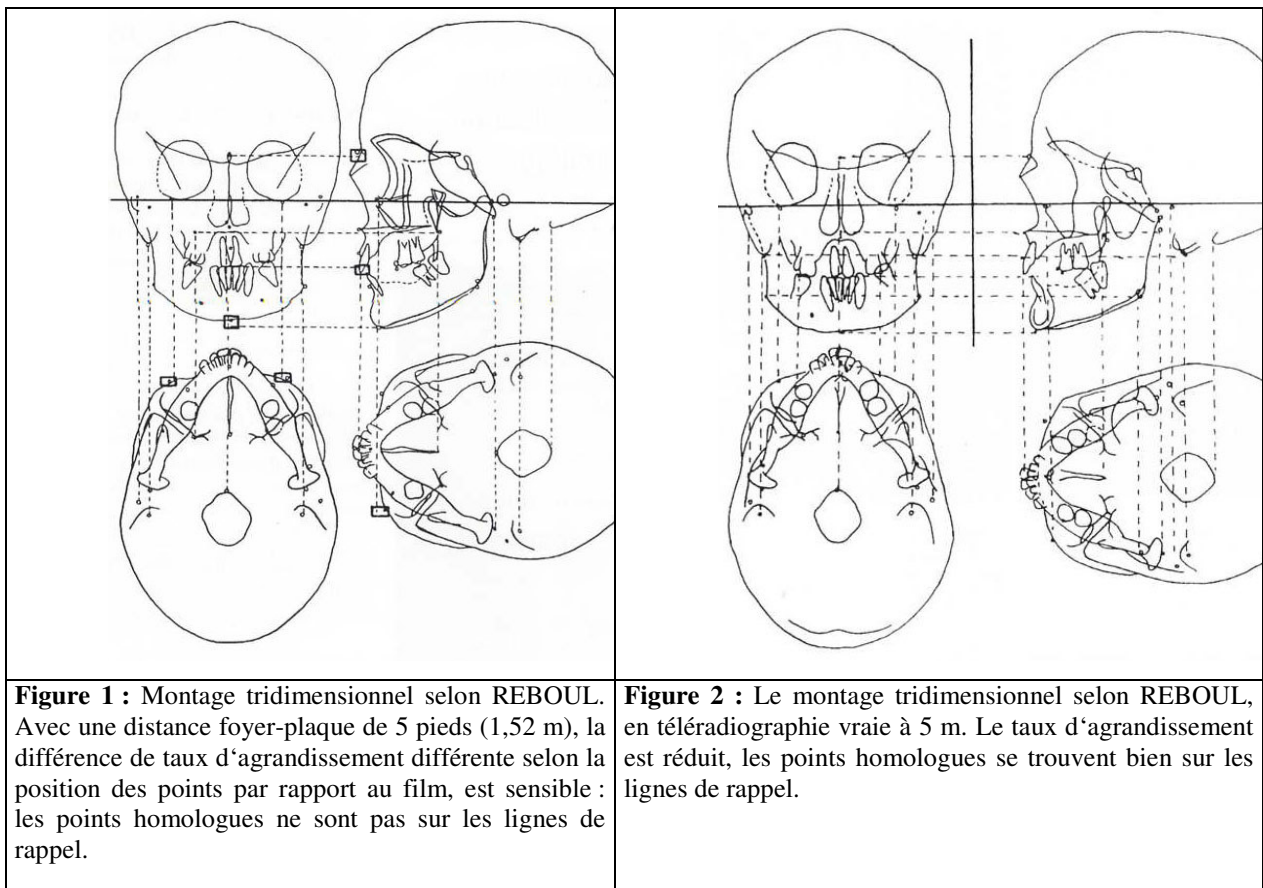 Figure 1 : Montage tridimensionnel selon REBOUL.
Avec une distance foyer-plaque de 5 pieds (1,52 m), la
différence de taux d‘agrandissement différente selon la
position des points par rapport au film, est sensible :
les points homologues ne sont pas sur les lignes de
rappel.
Figure 2 : Le montage tridimensionnel selon REBOUL,
en téléradiographie vraie à 5 m. Le taux d‘agrandissement
est réduit, les points homologues se trouvent bien sur les
lignes de rappel.